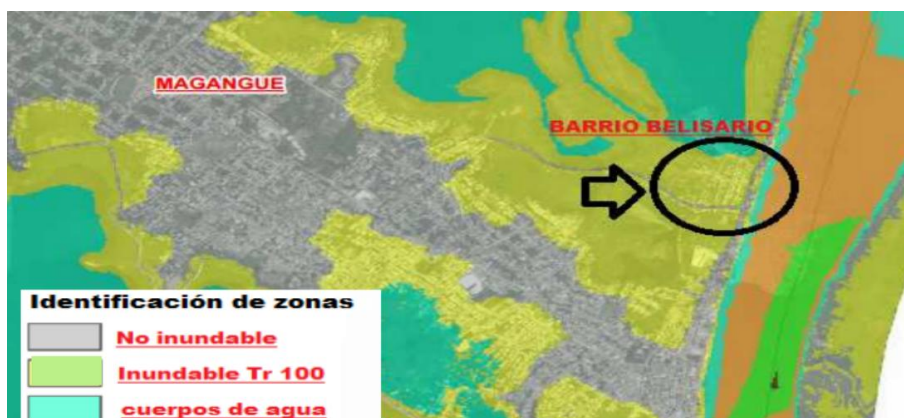 MAGANGUE
BARRIO BELISARIO
Identificación de zonas
No inundable
Inundable Tr 100
cuerpos de agua